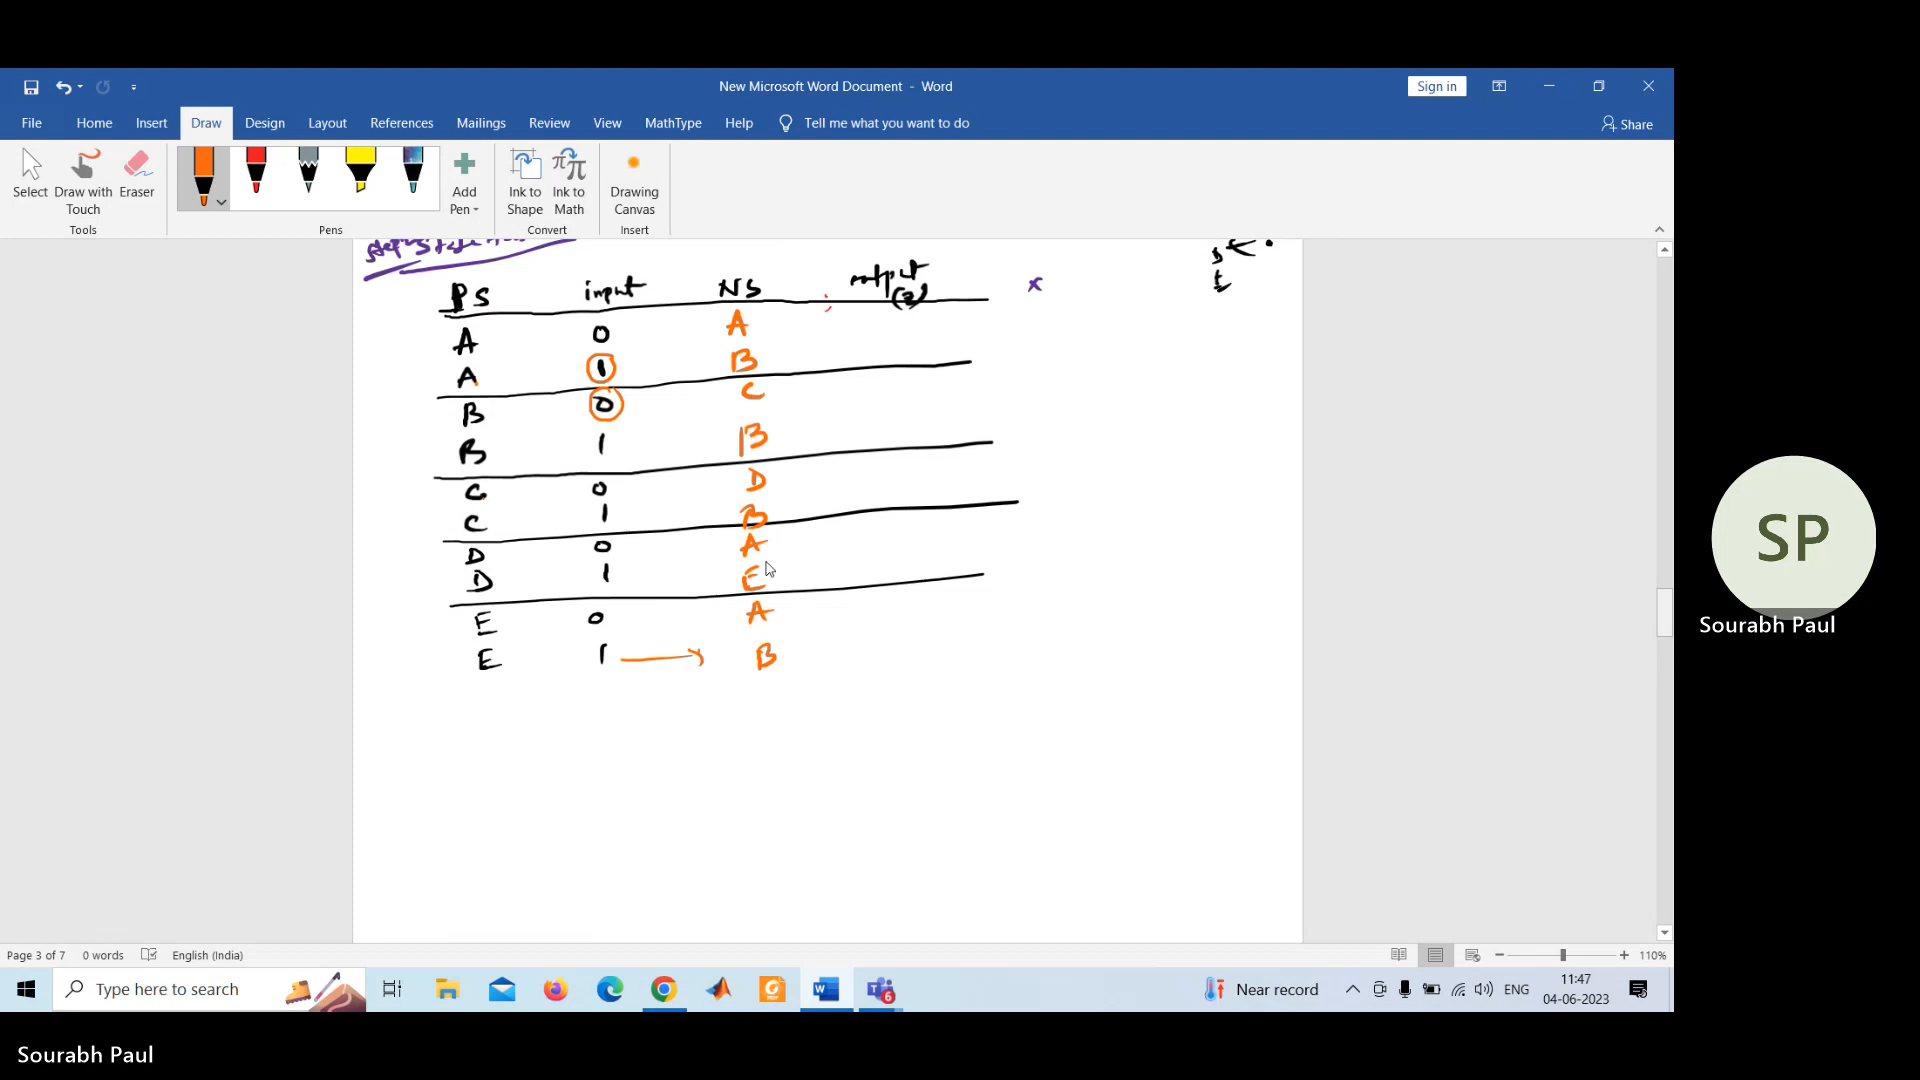 New Microsoft Word Document - Word
Sign in
File Home Insert Draw Design Layout References Mailings Review View MathType Help Tell me what you want to do Share
Select Draw with Touch Eraser Add Pen Ink to Shape Ink to Math Drawing Canvas
Tools Pens Convert Insert
PS input NS output (z) x
A 0 A
A 1 B
B 0 C
B 1 B
C 0 D
C 1 B
D 0 A
D 1 E
E 0 A
E 1 → B
SP
Sourabh Paul
Page 3 of 7 0 words English (India) 110%
Type here to search 6 Near record ENG 11:47
04-06-2023
Sourabh Paul